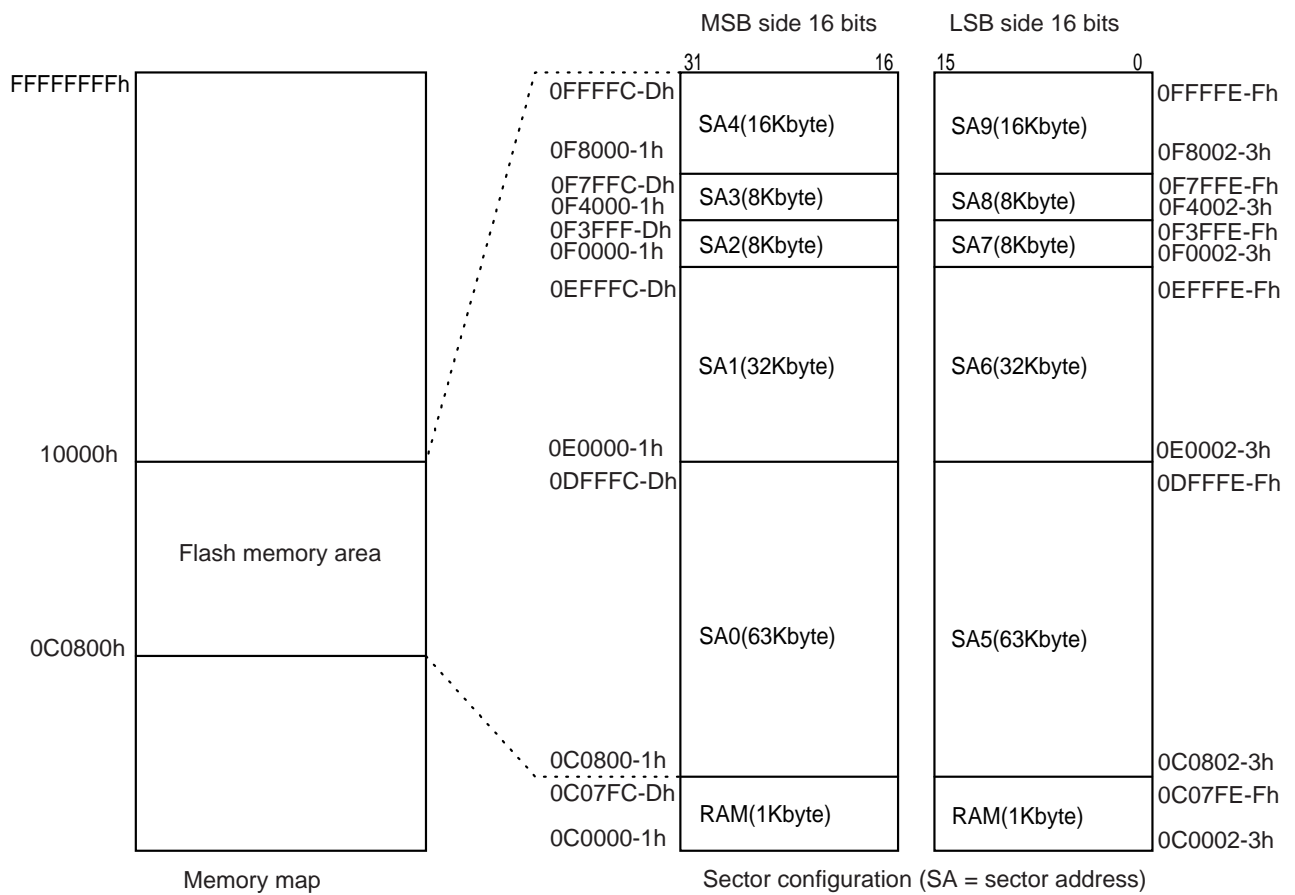 MSB side 16 bits
LSB side 16 bits
31
16
15
0
FFFFFFFFh
0FFFFC-Dh
SA4(16Kbyte)
SA9(16Kbyte)
0FFFFE-Fh
0F8000-1h
0F8002-3h
0F7FFC-Dh
SA3(8Kbyte)
SA8(8Kbyte)
0F7FFE-Fh
0F4000-1h
0F4002-3h
0F3FFF-Dh
SA2(8Kbyte)
SA7(8Kbyte)
0F3FFE-Fh
0F0000-1h
0F0002-3h
0EFFFC-Dh
0EFFFE-Fh
SA1(32Kbyte)
SA6(32Kbyte)
10000h
0E0000-1h
0E0002-3h
0DFFFC-Dh
0DFFFE-Fh
Flash memory area
0C0800h
SA0(63Kbyte)
SA5(63Kbyte)
0C0800-1h
0C0802-3h
0C07FC-Dh
0C07FE-Fh
RAM(1Kbyte)
RAM(1Kbyte)
0C0000-1h
0C0002-3h
Memory map
Sector configuration (SA = sector address)